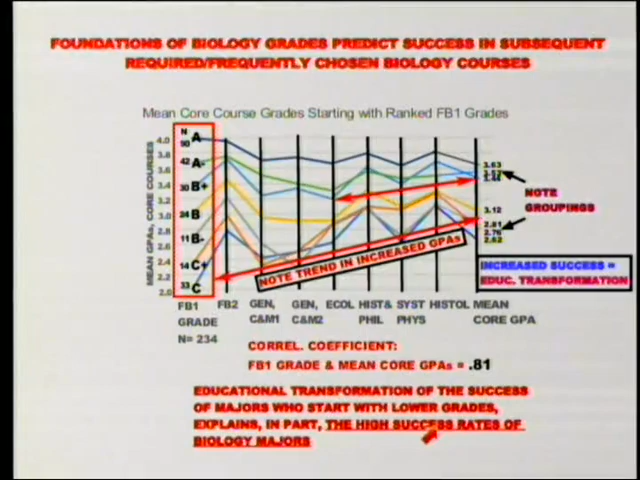 FOUNDATIONS OF BIOLOGY GRADES PREDICT SUCCESS IN SUBSEQUENT
REQUIRED/FREQUENTLY CHOSEN BIOLOGY COURSES
Mean Core Course Grades Starting with Ranked FB1 Grades
MEAN GPAs, CORE COURSES
4.0
3.8
3.6
3.4
3.2
3.0
2.8
2.6
2.4
2.2
2.0
N
90 A
42 A-
30 B+
24 B
11 B-
14 C+
33 C
3.63
3.12
2.81
2.76
2.62
NOTE
GROUPINGS
NOTE TREND IN INCREASED GPAs
INCREASED SUCCESS =
EDUC. TRANSFORMATION
FB1
GRADE
N= 234
FB2
GEN,
C&M1
GEN,
C&M2
ECOL
HIST&
PHIL
SYST
PHYS
HISTOL
MEAN
CORE GPA
CORREL. COEFFICIENT:
FB1 GRADE & MEAN CORE GPAs = .81
EDUCATIONAL TRANSFORMATION OF THE SUCCESS
OF MAJORS WHO START WITH LOWER GRADES,
EXPLAINS, IN PART, THE HIGH SUCCESS RATES OF
BIOLOGY MAJORS